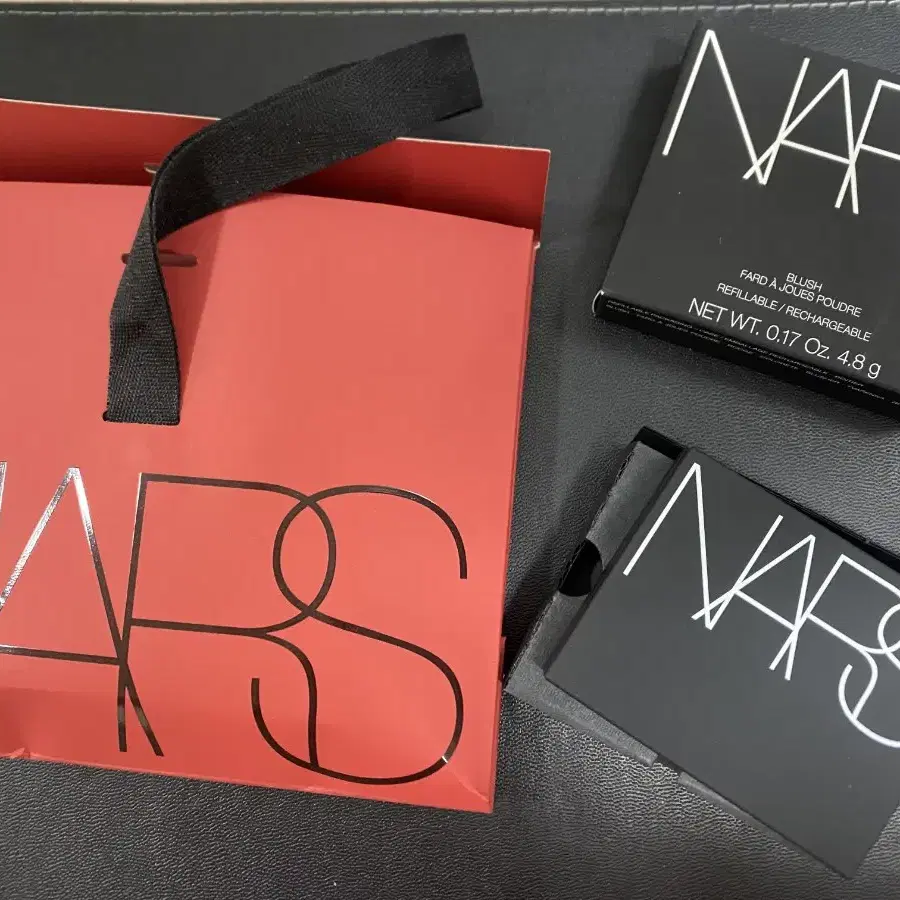 NARS
NARS
BLUSH
FARD À JOUES POUDRE
REFILLABLE / RECHARGEABLE
NET WT. 0.17 Oz. 4.8 g
NARS